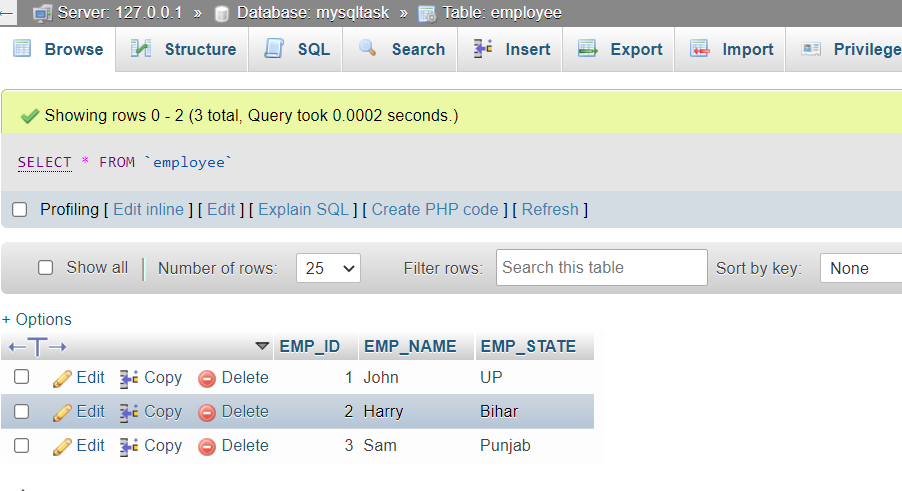 Server: 127.0.0.1 » Database: mysqltask » Table: employee
Browse Structure SQL Search Insert Export Import Privilege
Showing rows 0 - 2 (3 total, Query took 0.0002 seconds.)
SELECT * FROM `employee`
Profiling [ Edit inline ] [ Edit ] [ Explain SQL ] [ Create PHP code ] [ Refresh ]
Show all Number of rows: 25 Filter rows: Search this table Sort by key: None
+ Options
←T→ EMP_ID EMP_NAME EMP_STATE
Edit Copy Delete 1 John UP
Edit Copy Delete 2 Harry Bihar
Edit Copy Delete 3 Sam Punjab